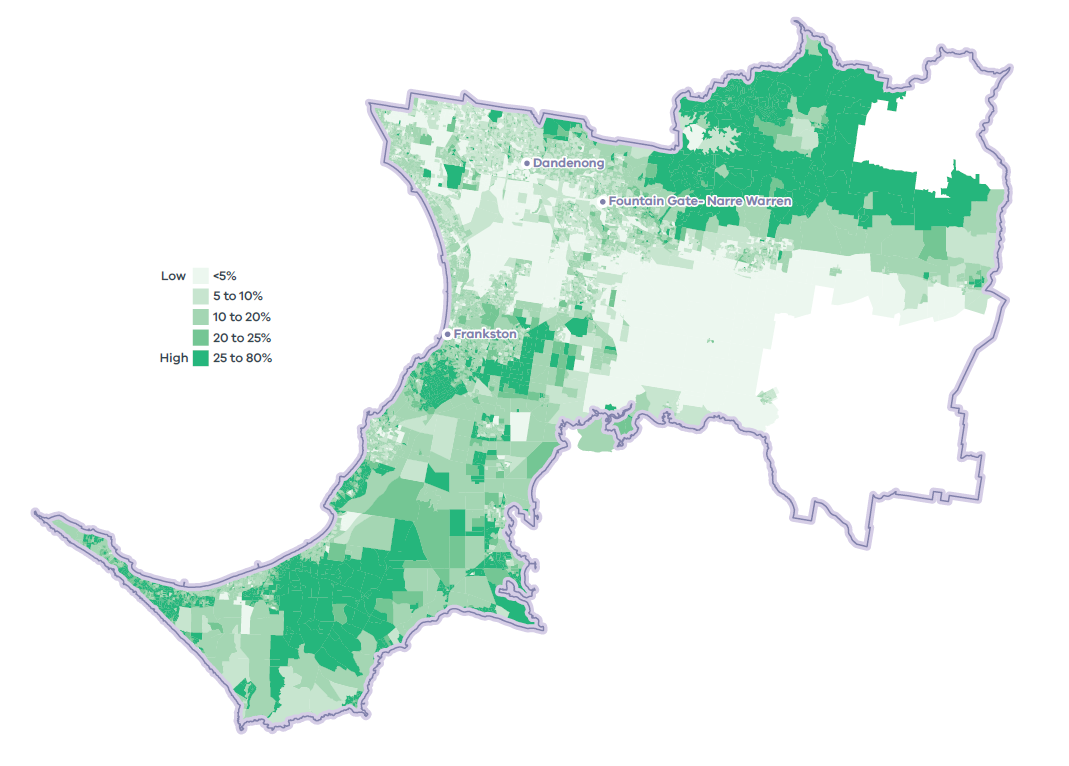 Dandenong
Fountain Gate- Narre Warren
Low <5%
5 to 10%
10 to 20%
20 to 25%
Frankston
High 25 to 80%